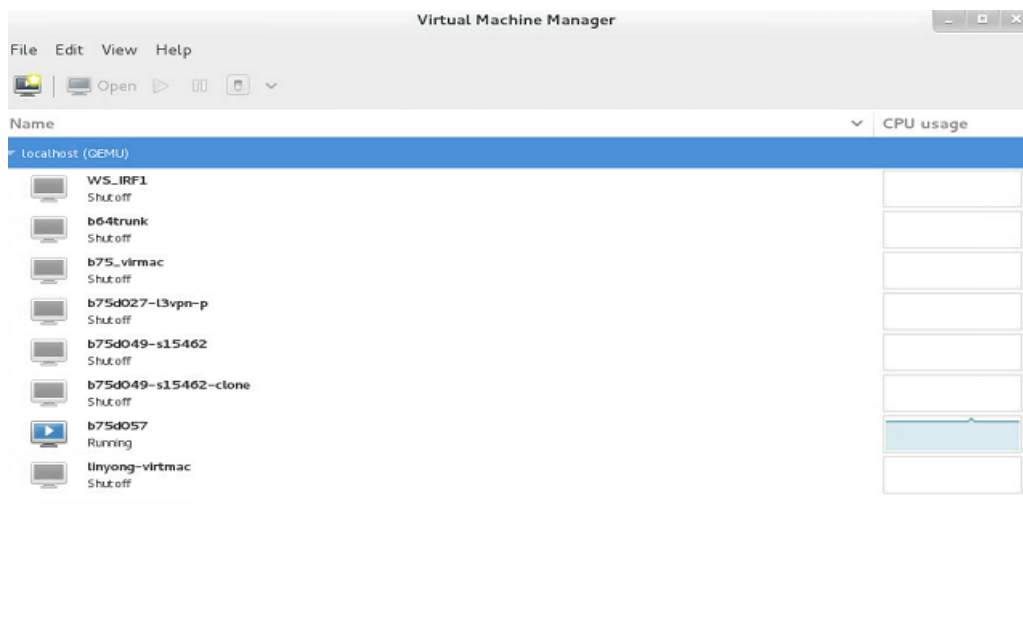 Virtual Machine Manager
File Edit View Help
Open
Name CPU usage
localhost (QEMU)
WS_IRF1
Shutoff
b64trunk
Shutoff
b75_virmac
Shutoff
b75d027-l3vpn-p
Shutoff
b75d049-s15462
Shutoff
b75d049-s15462-clone
Shutoff
b75d057
Running
linyong-virtmac
Shutoff